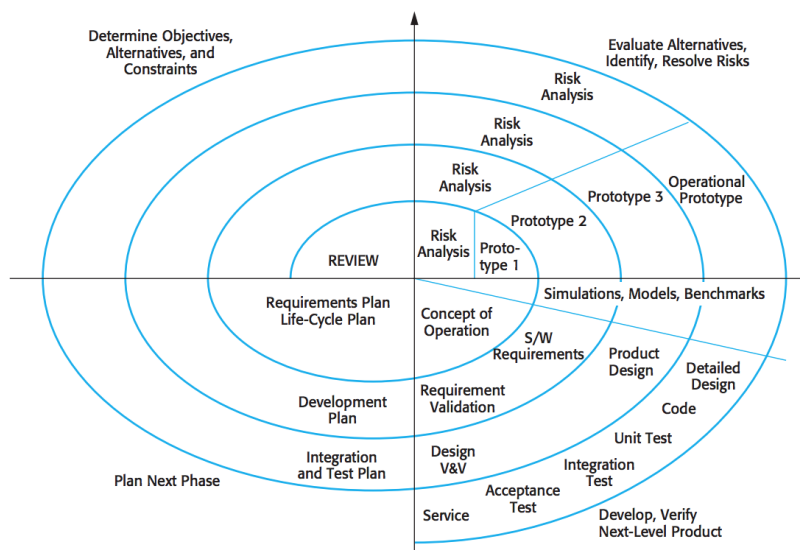 Determine Objectives,
Alternatives, and
Constraints
Evaluate Alternatives,
Identify, Resolve Risks
Risk
Analysis
Risk
Analysis
Risk
Analysis
Operational
Prototype
Prototype 3
Prototype 2
Risk
Analysis
Proto-
type 1
REVIEW
Requirements Plan
Life-Cycle Plan
Concept of
Operation
Simulations, Models, Benchmarks
S/W
Requirements
Product
Design
Detailed
Design
Development
Plan
Requirement
Validation
Code
Unit Test
Integration
and Test Plan
Design
V&V
Integration
Test
Acceptance
Test
Service
Plan Next Phase
Develop, Verify
Next-Level Product